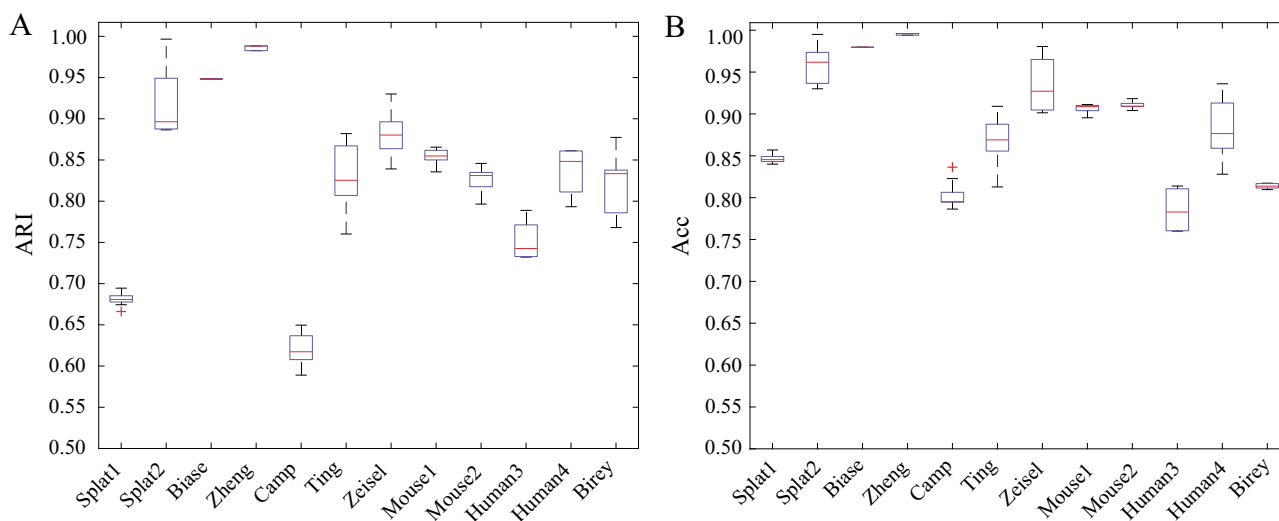 A
ARI
1.00
0.95
0.90
0.85
0.80
0.75
0.70
0.65
0.60
0.55
0.50
Splat1
Splat2
Biase
Zheng
Camp
Ting
Zeisel
Mouse1
Mouse2
Human3
Human4
Birey
B
Acc
1.00
0.95
0.90
0.85
0.80
0.75
0.70
0.65
0.60
0.55
0.50
Splat1
Splat2
Biase
Zheng
Camp
Ting
Zeisel
Mouse1
Mouse2
Human3
Human4
Birey